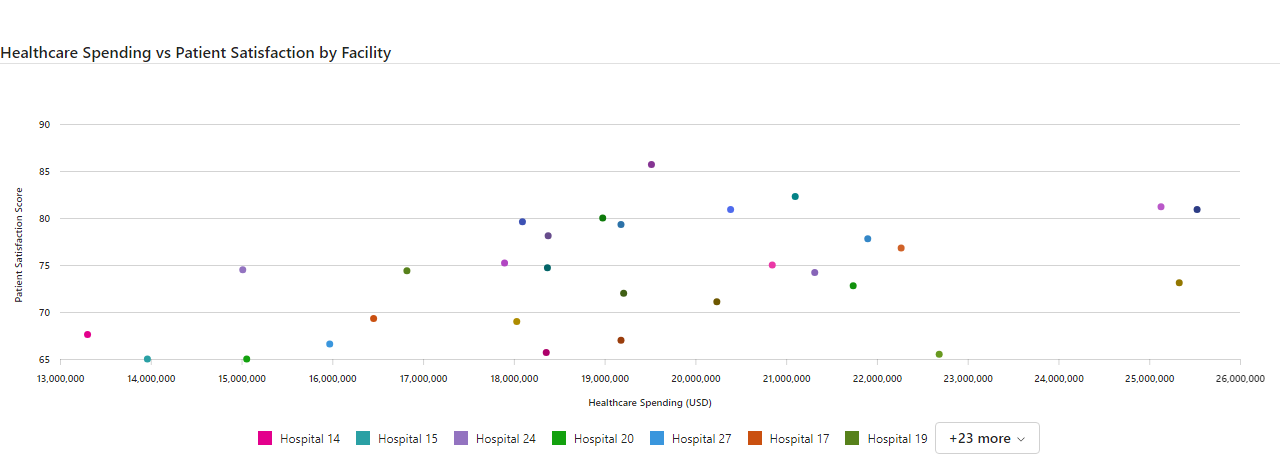 Healthcare Spending vs Patient Satisfaction by Facility
90
85
80
75
70
65
Patient Satisfaction Score
13,000,000 14,000,000 15,000,000 16,000,000 17,000,000 18,000,000 19,000,000 20,000,000 21,000,000 22,000,000 23,000,000 24,000,000 25,000,000 26,000,000
Healthcare Spending (USD)
Hospital 14 Hospital 15 Hospital 24 Hospital 20 Hospital 27 Hospital 17 Hospital 19 +23 more